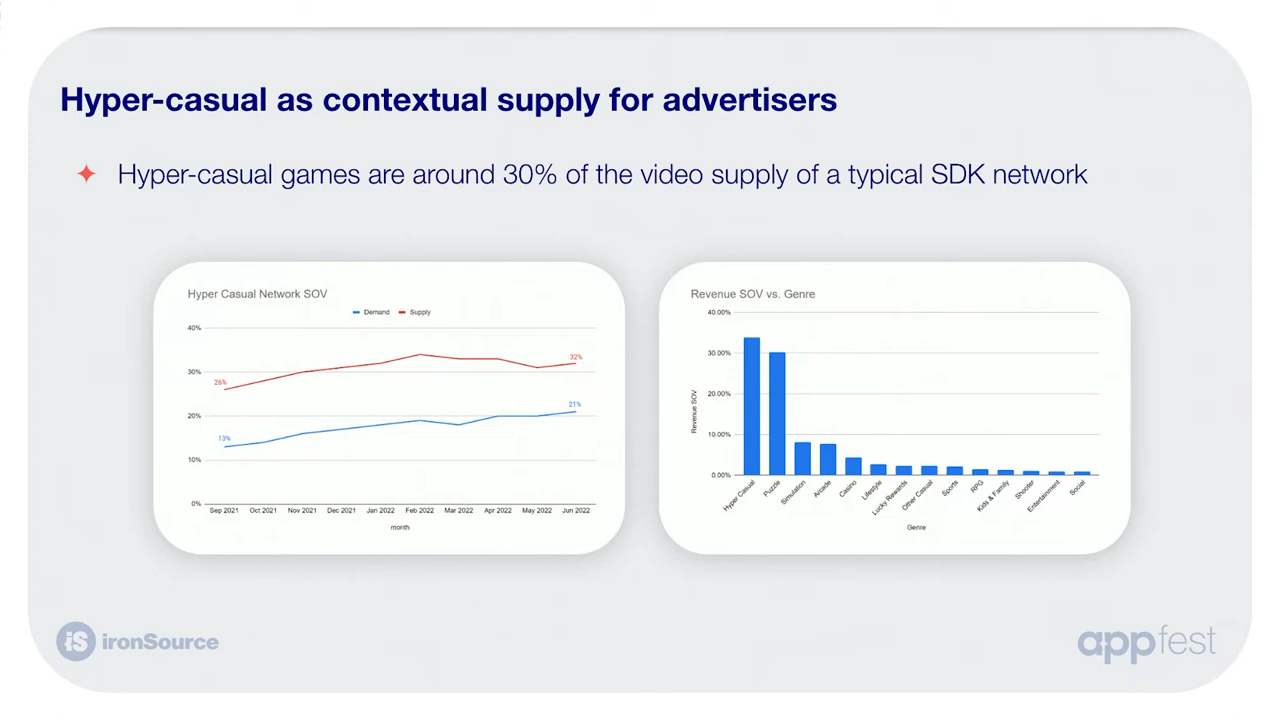 Hyper-casual as contextual supply for advertisers
Hyper-casual games are around 30% of the video supply of a typical SDK network
Hyper Casual Network SOV
Demand Supply
40%
30%
20%
10%
0%
26%
32%
13%
21%
Sep 2021 Oct 2021 Nov 2021 Dec 2021 Jan 2022 Feb 2022 Mar 2022 Apr 2022 May 2022 Jun 2022
month
Revenue SOV vs. Genre
40.00%
30.00%
20.00%
10.00%
0.00%
Revenue SOV
Hyper Casual
Puzzle
Simulation
Arcade
Casino
Lifestyle
Lucky Rewards
Other Casual
Sports
RPG
Kids & Family
Shooter
Entertainment
Social
Genre
iS ironSource
appfest